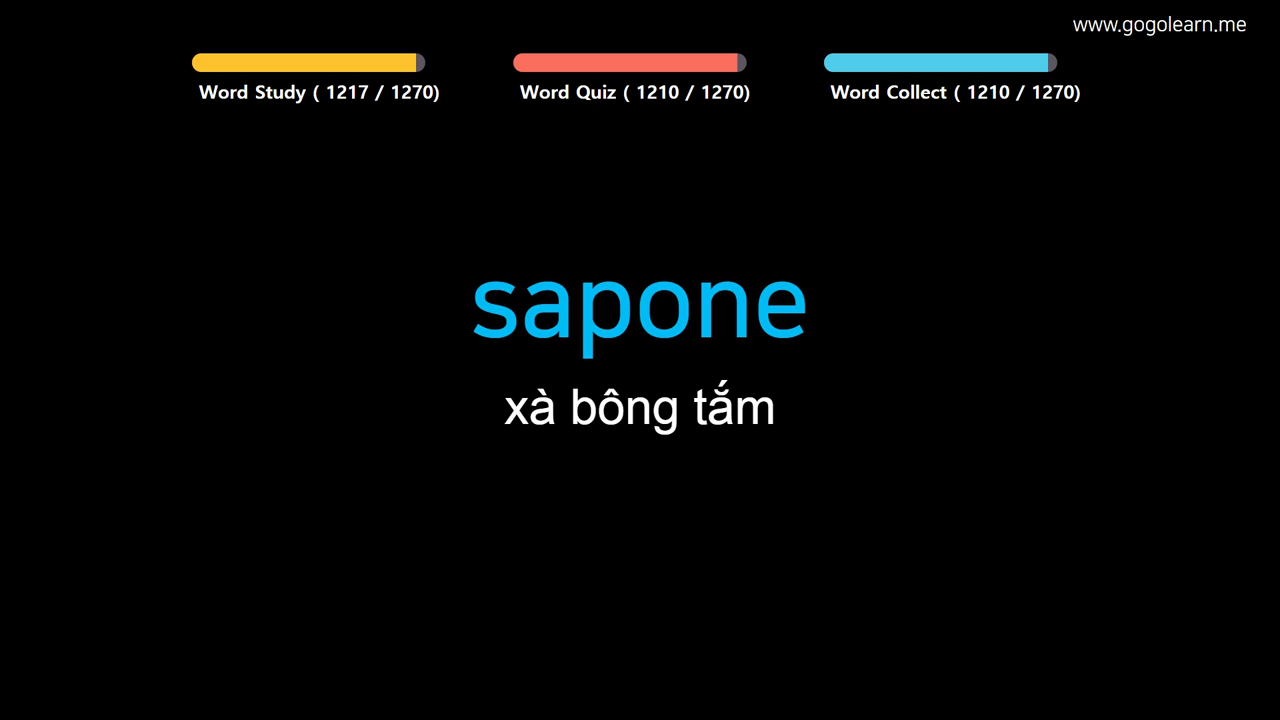 www.gogolearn.me
Word Study ( 1217 / 1270)
Word Quiz ( 1210 / 1270)
Word Collect ( 1210 / 1270)
sapone
xà bông tắm